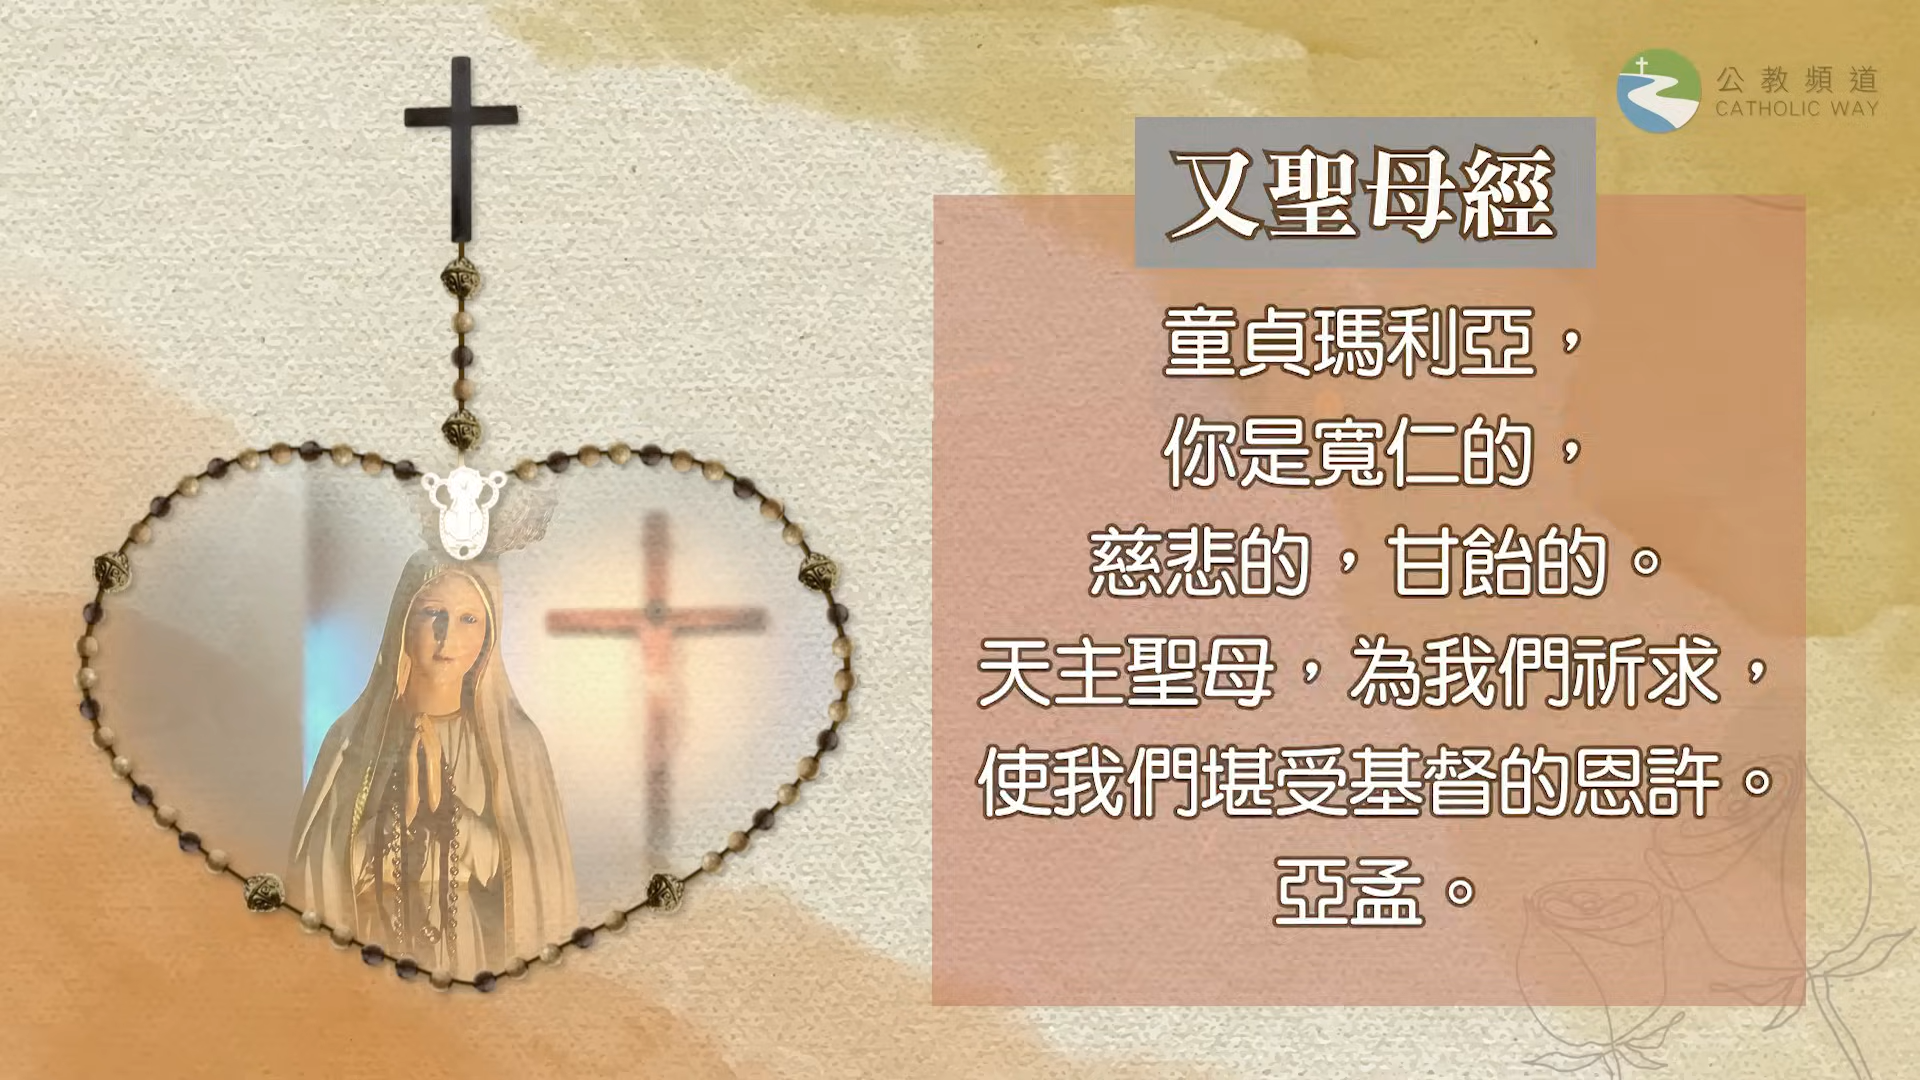 公教頻道
CATHOLIC WAY
又聖母經
童貞瑪利亞，
你是寬仁的，
慈悲的，甘飴的。
天主聖母，為我們祈求，
使我們堪受基督的恩許。
亞孟。